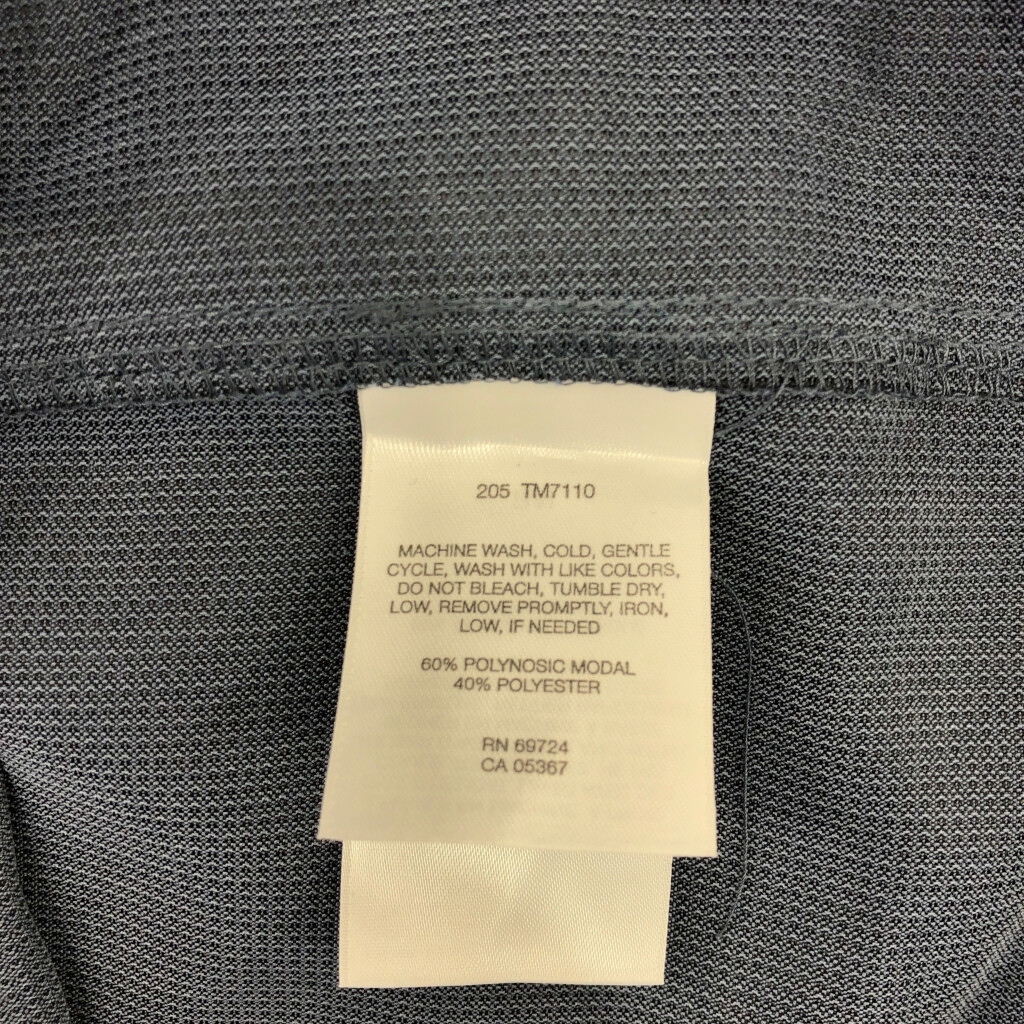 205 TM7110
MACHINE WASH, COLD, GENTLE
CYCLE, WASH WITH LIKE COLORS,
DO NOT BLEACH, TUMBLE DRY,
LOW, REMOVE PROMPTLY, IRON,
LOW, IF NEEDED
60% POLYNOSIC MODAL
40% POLYESTER
RN 69724
CA 05367